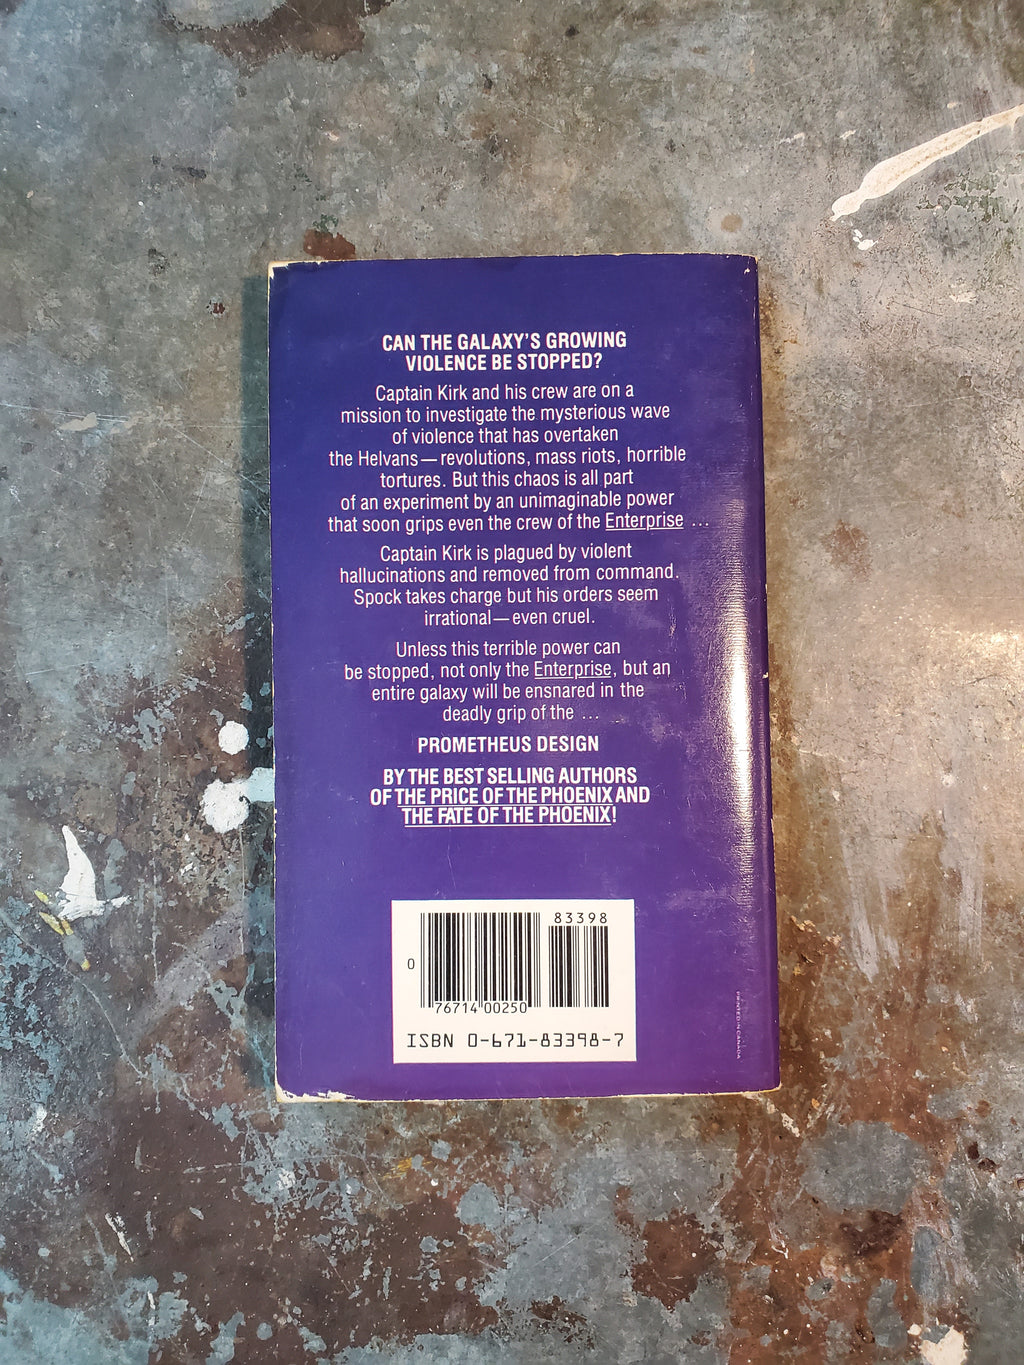 CAN THE GALAXY'S GROWING
VIOLENCE BE STOPPED?
Captain Kirk and his crew are on a
mission to investigate the mysterious wave
of violence that has overtaken
the Helvans—revolutions, mass riots, horrible
tortures. But this chaos is all part
of an experiment by an unimaginable power
that soon grips even the crew of the Enterprise ...
Captain Kirk is plagued by violent
hallucinations and removed from command.
Spock takes charge but his orders seem
irrational—even cruel.
Unless this terrible power can
be stopped, not only the Enterprise, but an
entire galaxy will be ensnared in the
deadly grip of the ...
PROMETHEUS DESIGN
BY THE BEST SELLING AUTHORS
OF THE PRICE OF THE PHOENIX AND
THE FATE OF THE PHOENIX!
83398
0
76714 00250
ISBN 0-671-83398-7
PRINTED IN CANADA